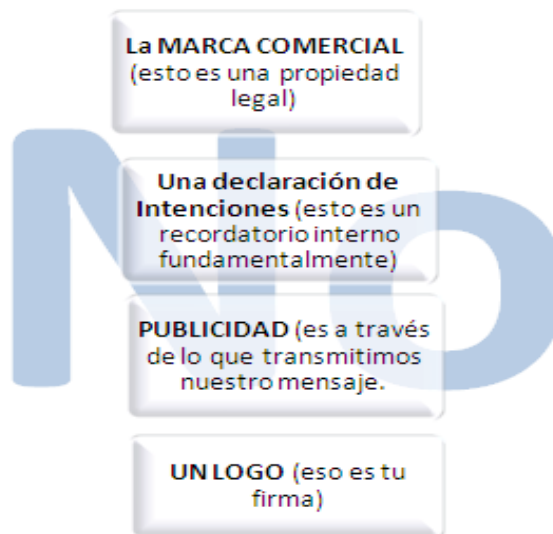 La MARCA COMERCIAL
(esto es una propiedad
legal)
Una declaración de
Intenciones (esto es un
recordatorio interno
fundamentalmente)
PUBLICIDAD (es a través
de lo que transmitimos
nuestro mensaje.
UN LOGO (eso es tu
firma)
No